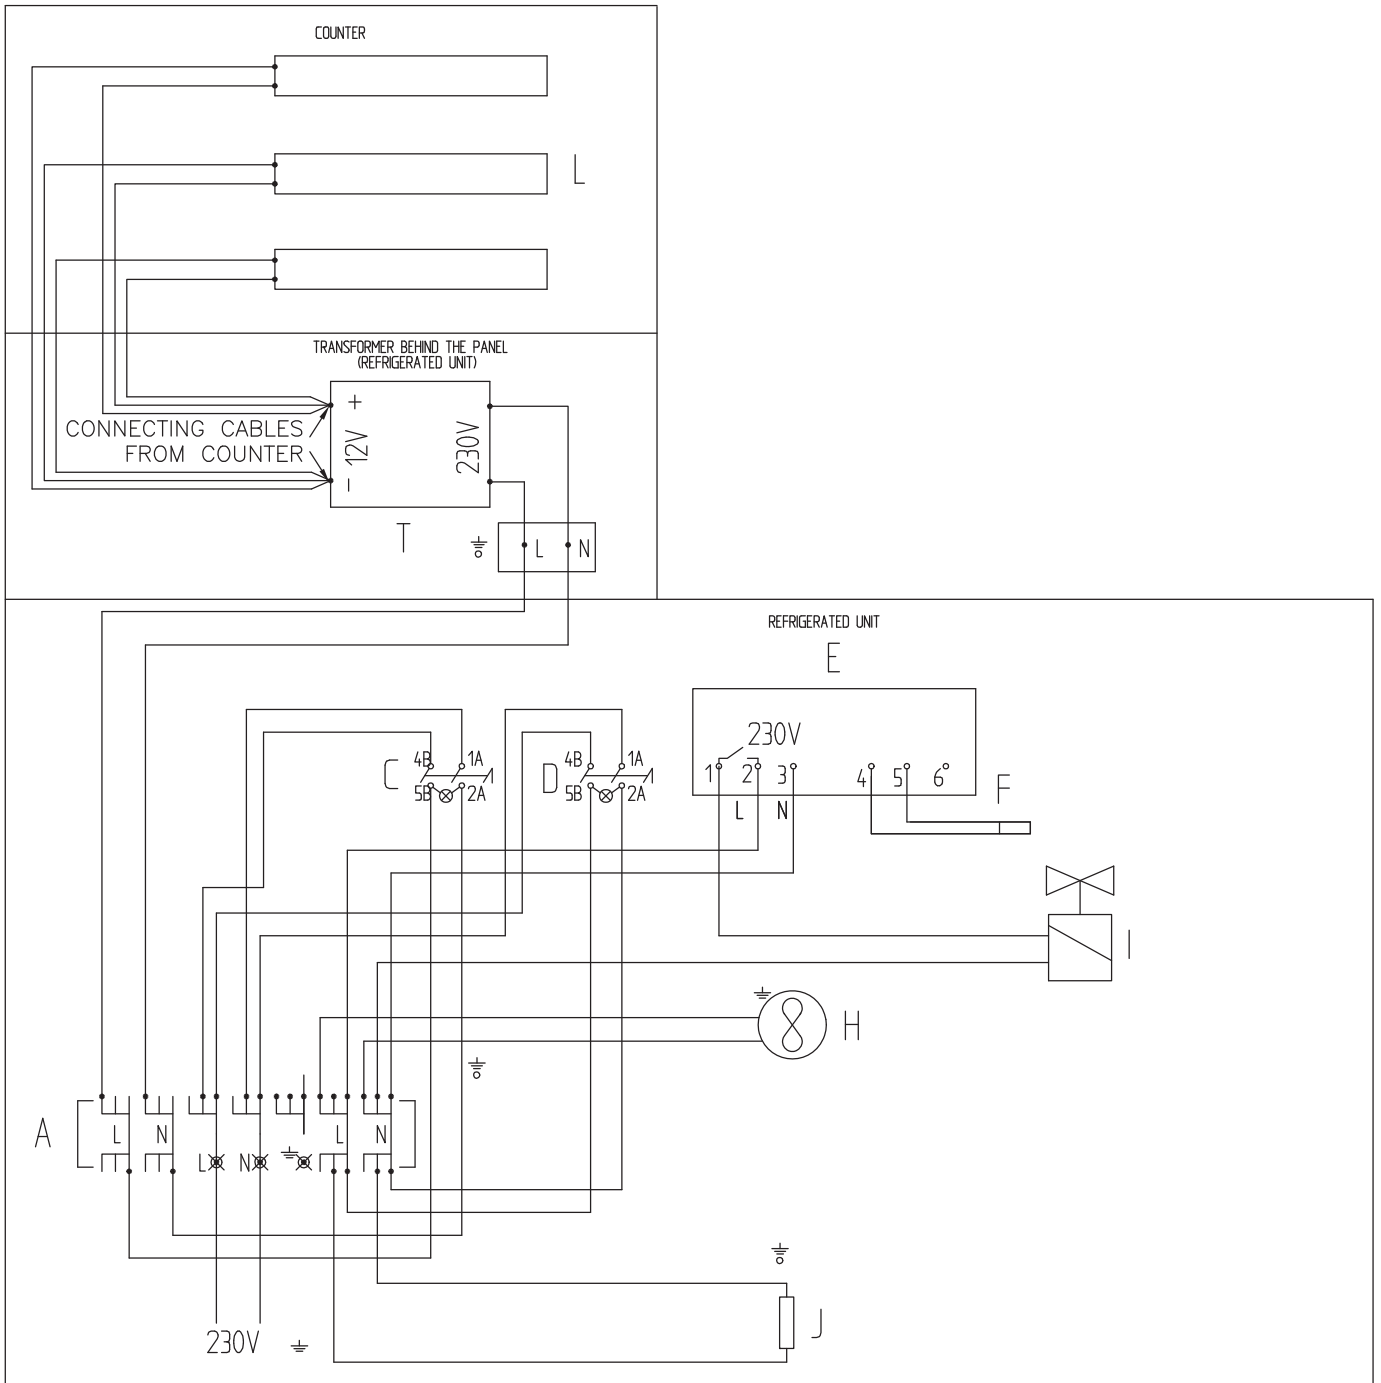 COUNTER
L
TRANSFORMER BEHIND THE PANEL
(REFRIGERATED UNIT)
+
CONNECTING CABLES
FROM COUNTER
12V
230V
-
T
L N
REFRIGERATED UNIT
E
230V
1 2 3 4 5 6
L N
F
C 4B 1A
5B 2A
D 4B 1A
5B 2A
I
H
A L N L N
L N
J
230V